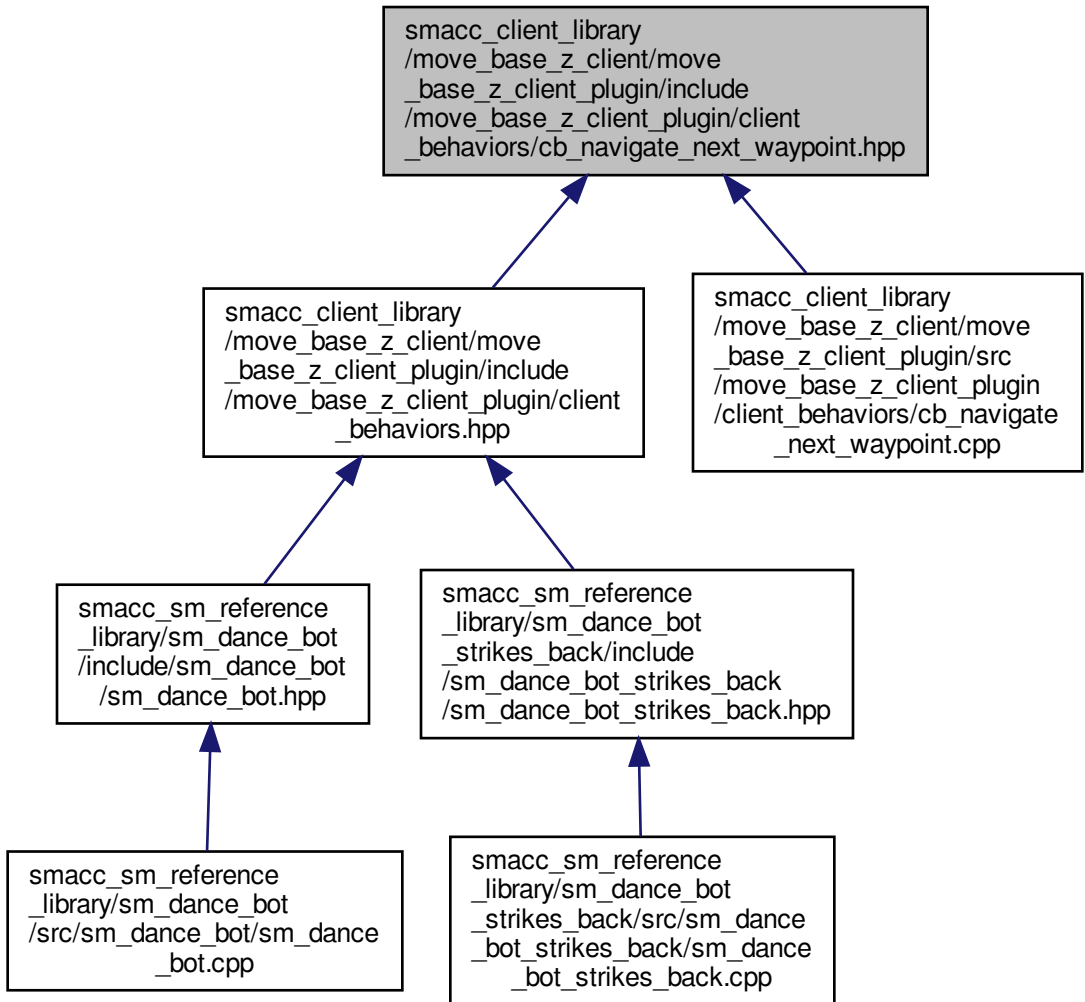 smacc_client_library
/move_base_z_client/move
_base_z_client_plugin/include
/move_base_z_client_plugin/client
_behaviors/cb_navigate_next_waypoint.hpp
smacc_client_library
/move_base_z_client/move
_base_z_client_plugin/include
/move_base_z_client_plugin/client
_behaviors.hpp
smacc_client_library
/move_base_z_client/move
_base_z_client_plugin/src
/move_base_z_client_plugin
/client_behaviors/cb_navigate
_next_waypoint.cpp
smacc_sm_reference
_library/sm_dance_bot
/include/sm_dance_bot
/sm_dance_bot.hpp
smacc_sm_reference
_library/sm_dance_bot
_strikes_back/include
/sm_dance_bot_strikes_back
/sm_dance_bot_strikes_back.hpp
smacc_sm_reference
_library/sm_dance_bot
/src/sm_dance_bot/sm_dance
_bot.cpp
smacc_sm_reference
_library/sm_dance_bot
_strikes_back/src/sm_dance
_bot_strikes_back/sm_dance
_bot_strikes_back.cpp